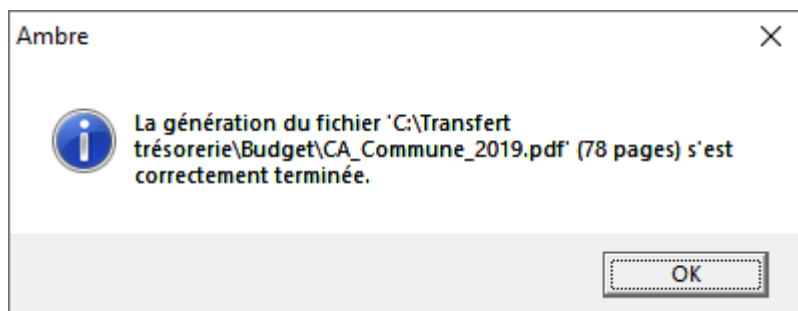 Ambre
La génération du fichier 'C:\Transfert
trésorerie\Budget\CA_Commune_2019.pdf' (78 pages) s'est
correctement terminée.
OK